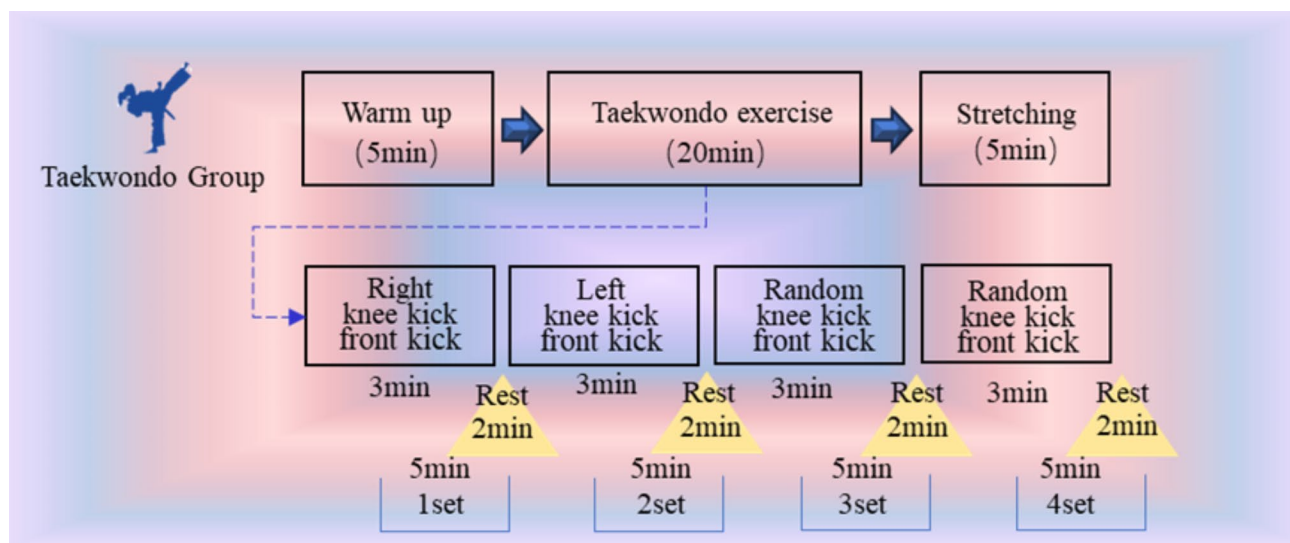 Warm up
(5min)
Taekwondo exercise
(20min)
Stretching
(5min)
Taekwondo Group
Right
knee kick
front kick
Left
knee kick
front kick
Random
knee kick
front kick
Random
knee kick
front kick
3min
Rest
2min
3min
Rest
2min
3min
Rest
2min
3min
Rest
2min
5min
1set
5min
2set
5min
3set
5min
4set